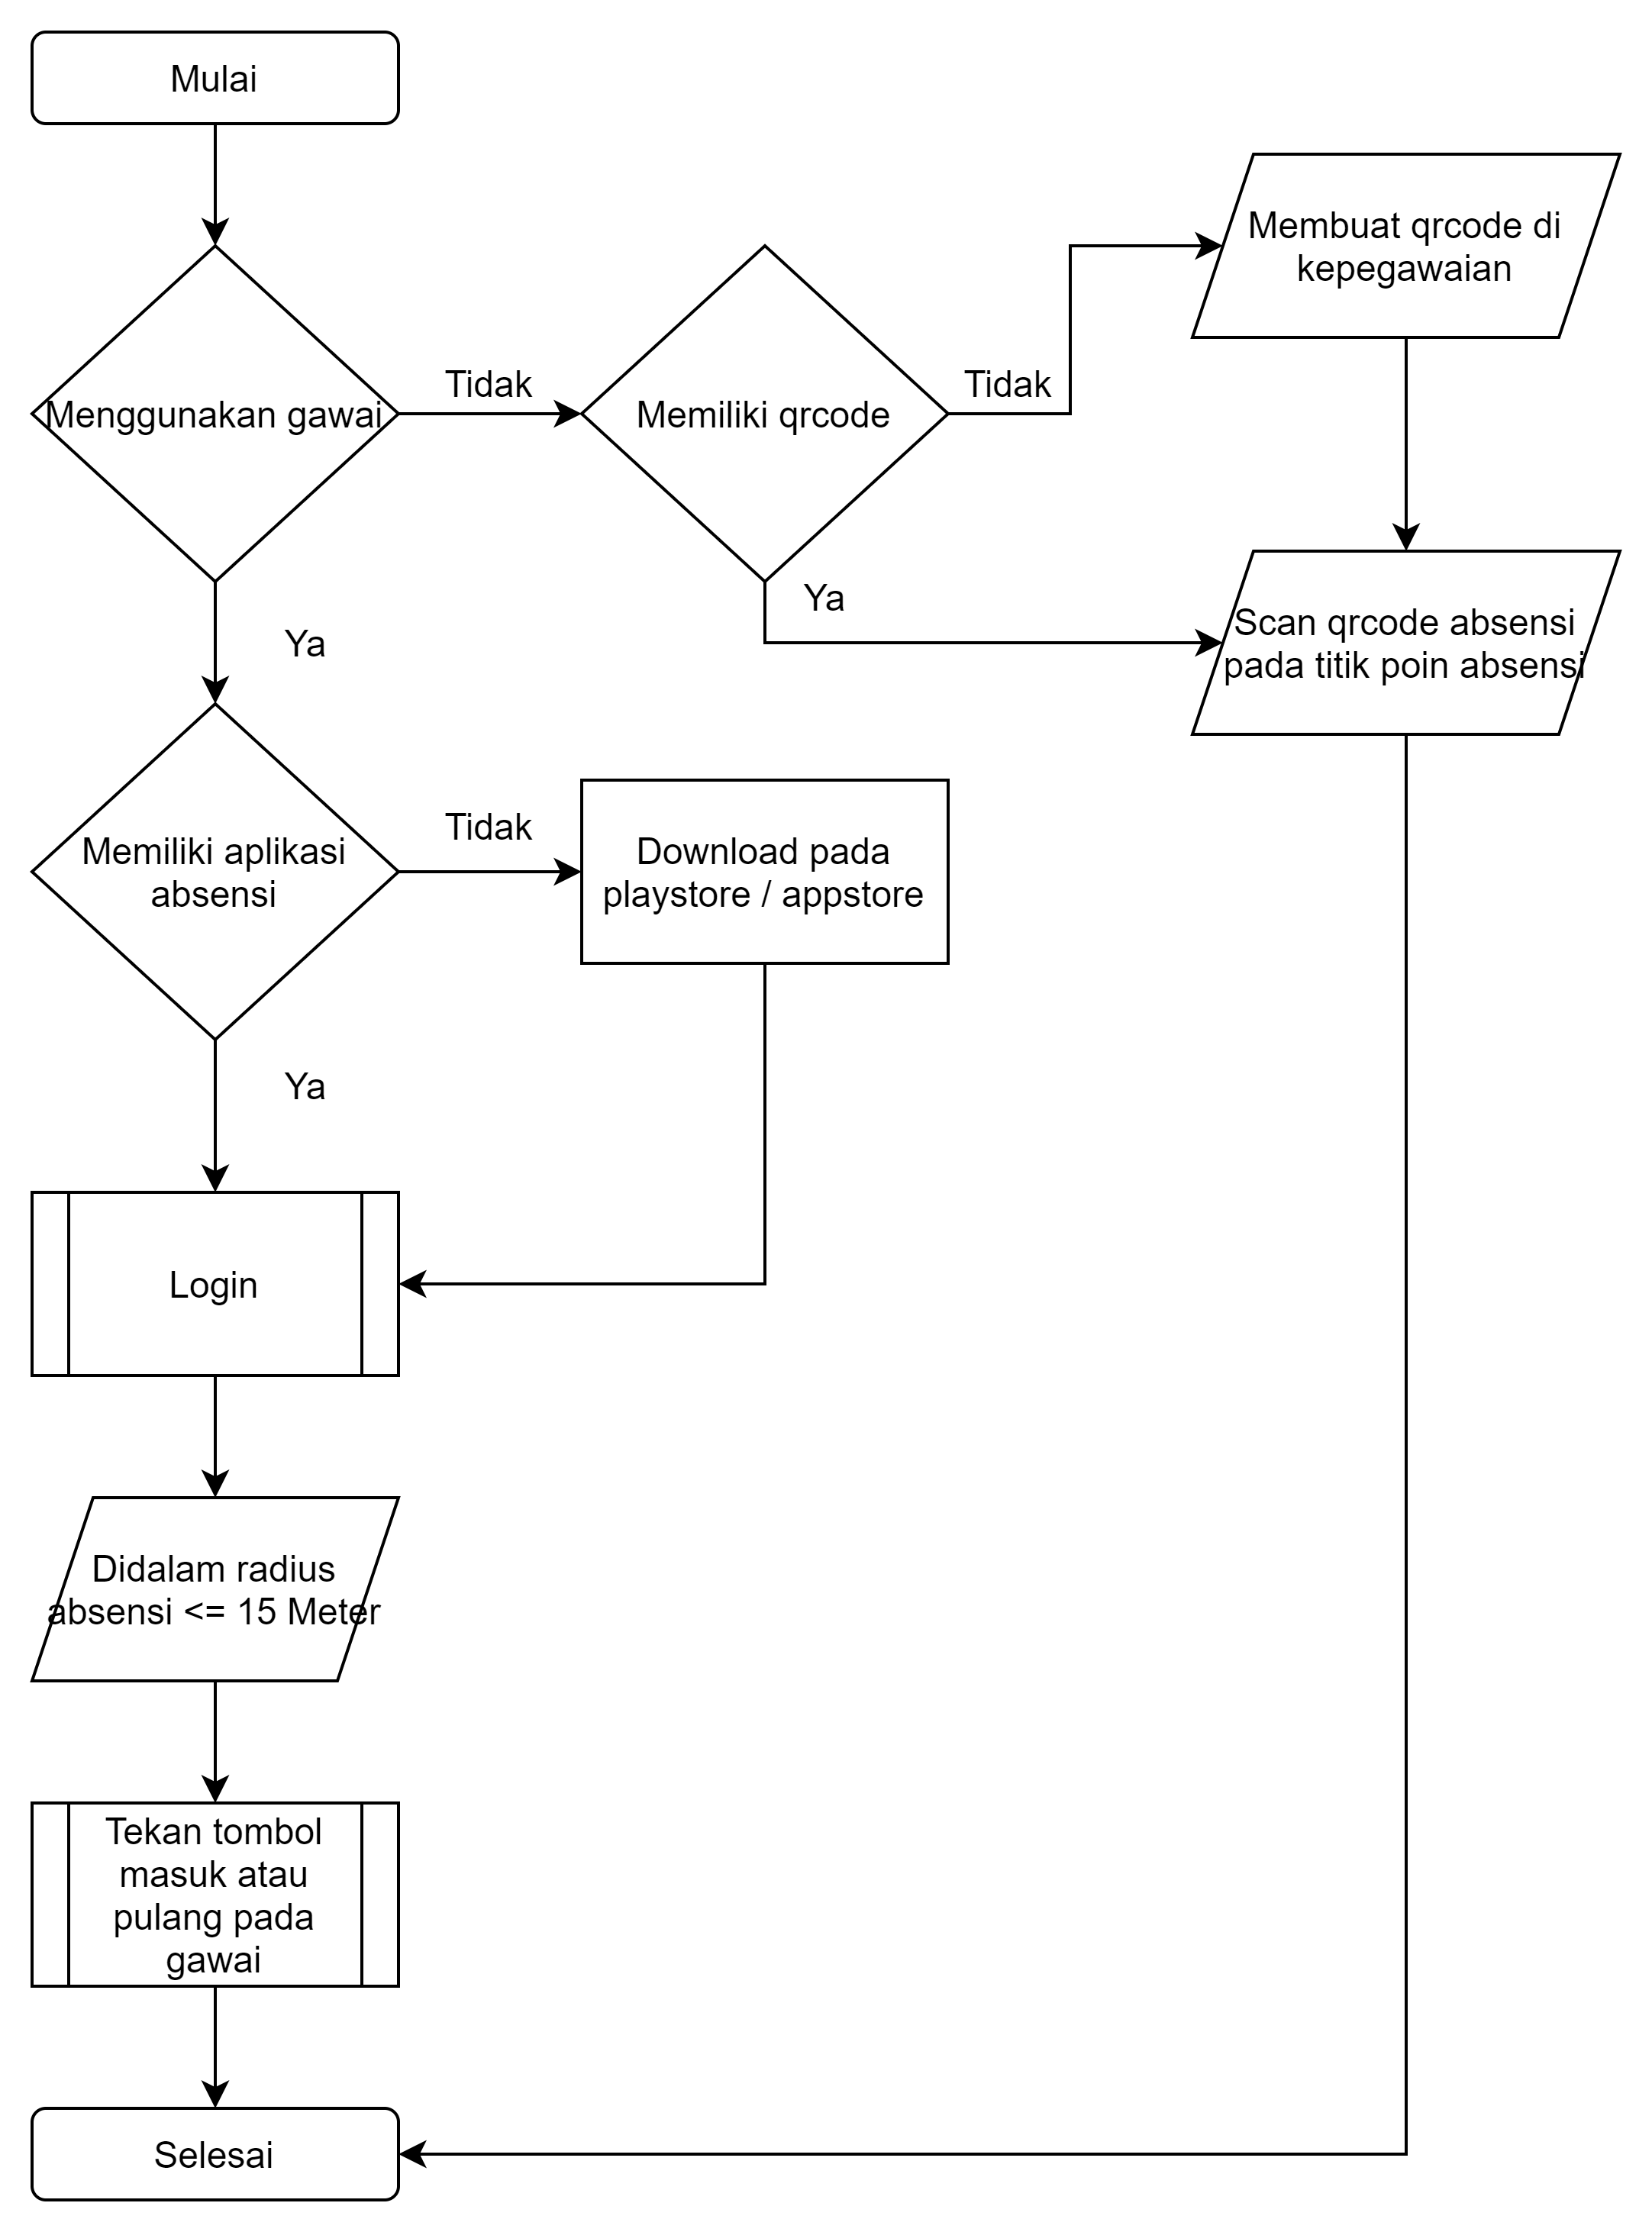 Mulai
Membuat qrcode di
kepegawaian
Tidak
Tidak
Menggunakan gawai
Memiliki qrcode
Ya
Scan qrcode absensi
pada titik poin absensi
Ya
Tidak
Memiliki aplikasi
absensi
Download pada
playstore / appstore
Ya
Login
Didalam radius
absensi <= 15 Meter
Tekan tombol
masuk atau
pulang pada
gawai
Selesai